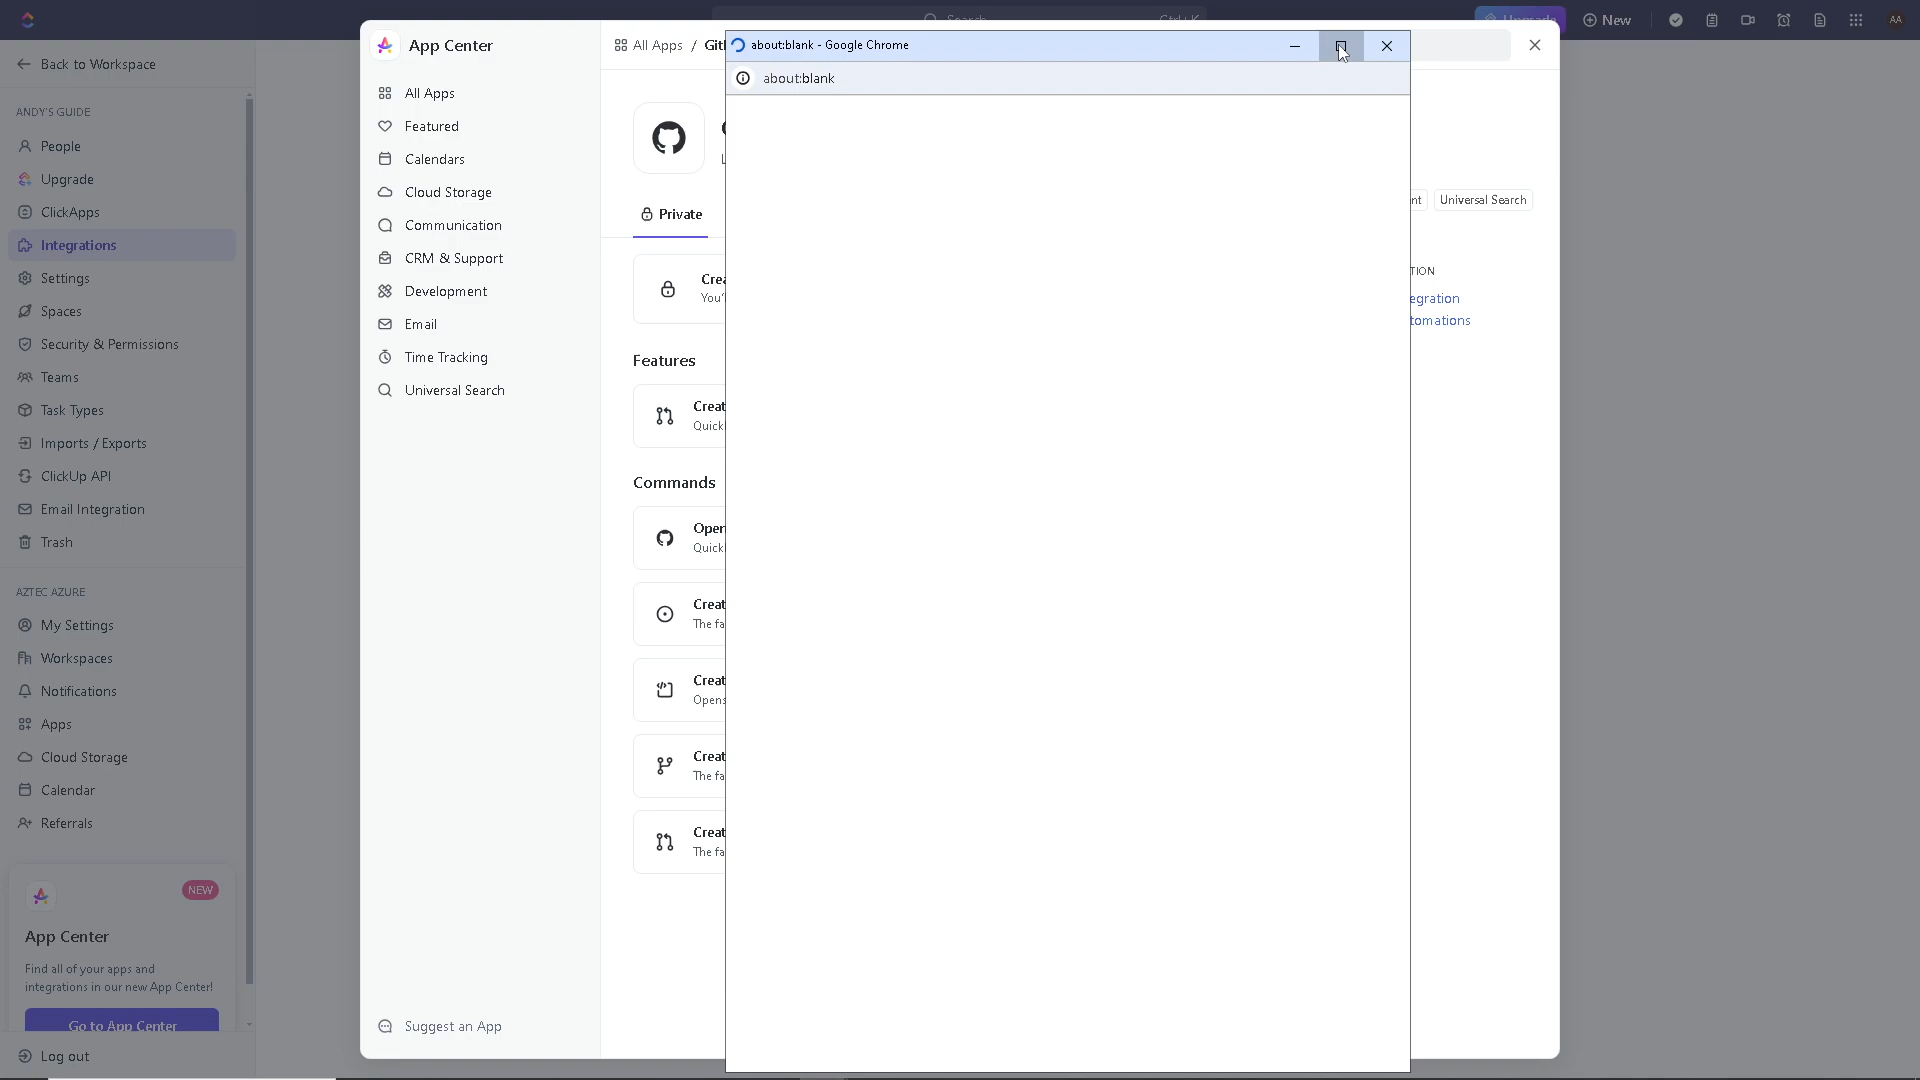 Search
Ctrl+K
Upgrade
New
AA
App Center
All Apps / Gith
about:blank - Google Chrome
about:blank
Back to Workspace
ANDY'S GUIDE
People
Upgrade
ClickApps
Integrations
Settings
Spaces
Security & Permissions
Teams
Task Types
Imports / Exports
ClickUp API
Email Integration
Trash
AZTEC AZURE
My Settings
Workspaces
Notifications
Apps
Cloud Storage
Calendar
Referrals
NEW
App Center
Find all of your apps and
integrations in our new App Center!
Go to App Center
Log out
All Apps
Featured
Calendars
Cloud Storage
Communication
CRM & Support
Development
Email
Time Tracking
Universal Search
Suggest an App
Private
Crea
You'
Features
Creat
Quick
Commands
Open
Quick
Creat
The fa
Creat
Opens
Creat
The fa
Creat
The fa
nt
Universal Search
TION
egration
tomations